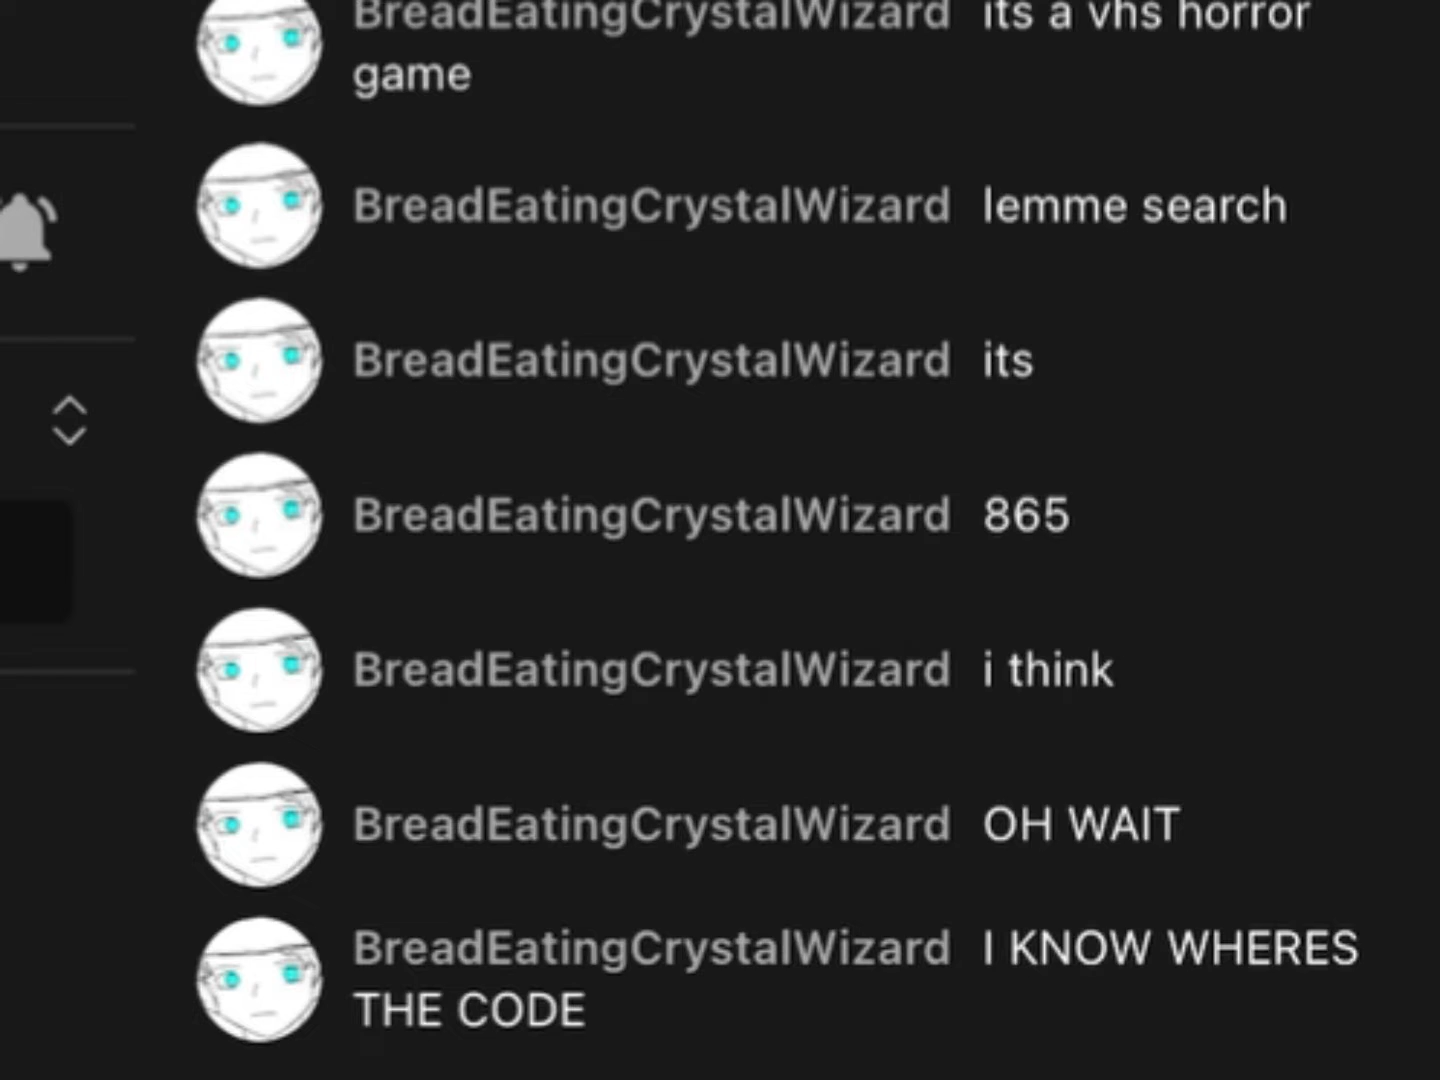 BreadEatingCrystalWizard its a vhs horror
game
BreadEatingCrystalWizard lemme search
BreadEatingCrystalWizard its
BreadEatingCrystalWizard 865
BreadEatingCrystalWizard i think
BreadEatingCrystalWizard OH WAIT
BreadEatingCrystalWizard I KNOW WHERES
THE CODE